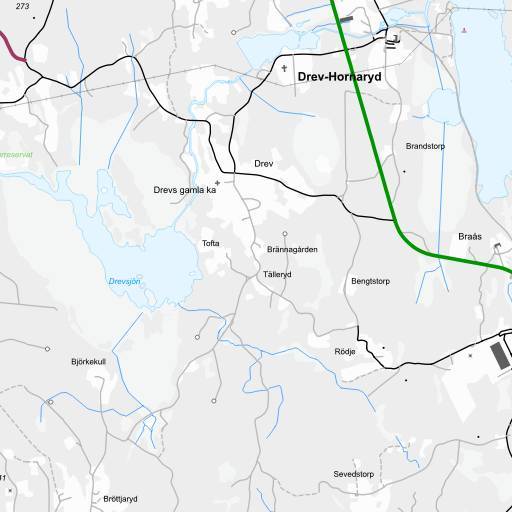 273
Drev-Hornaryd
Brandstorp
Drev
Drevs gamla ka
Braås
Tofta
Brännagården
Tälleryd
Drevsjön
Bengtstorp
Rödje
Björkekull
Sevedstorp
Bröttjaryd